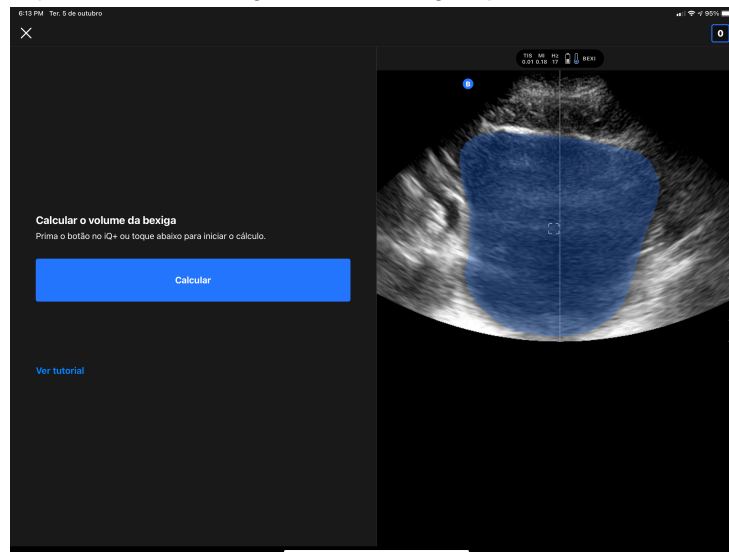 6:13 PM Ter. 5 de outubro
95%
0
TIS MI Hz
0.01 0.18 17
BEXI
B
Calcular o volume da bexiga
Prima o botão no iQ+ ou toque abaixo para iniciar o cálculo.
Calcular
Ver tutorial